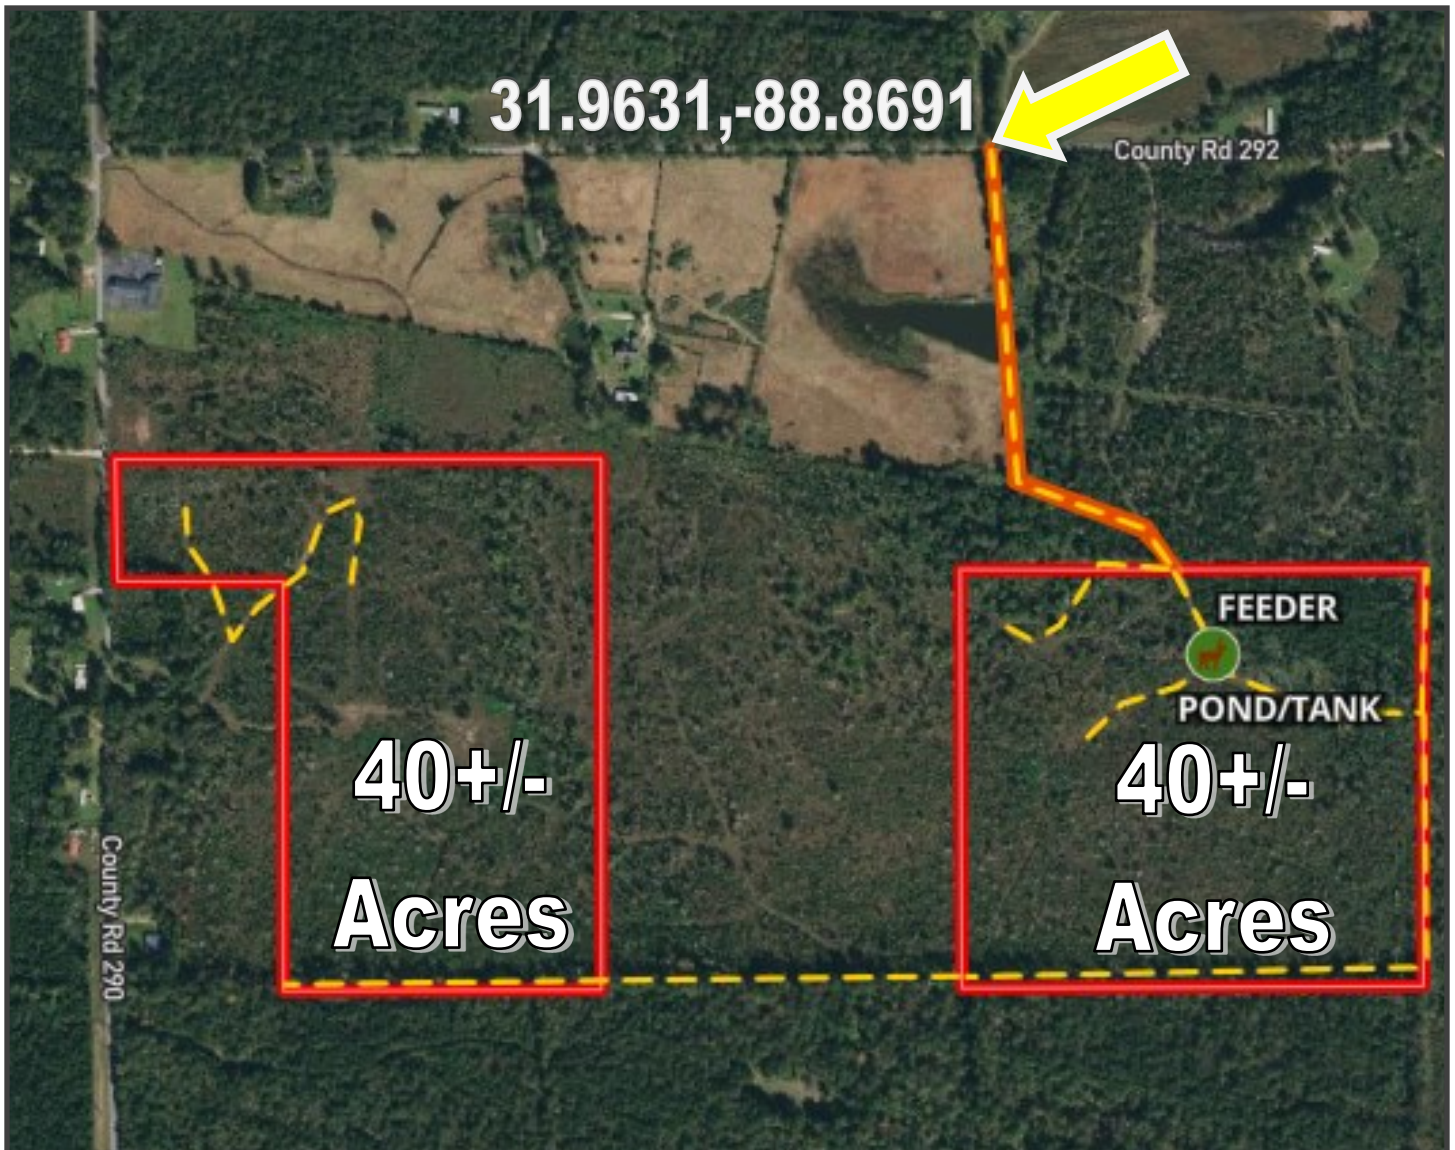 31.9631,-88.8691
County Rd 292
FEEDER
POND/TANK
40+/-
Acres
40+/-
Acres
County Rd 290